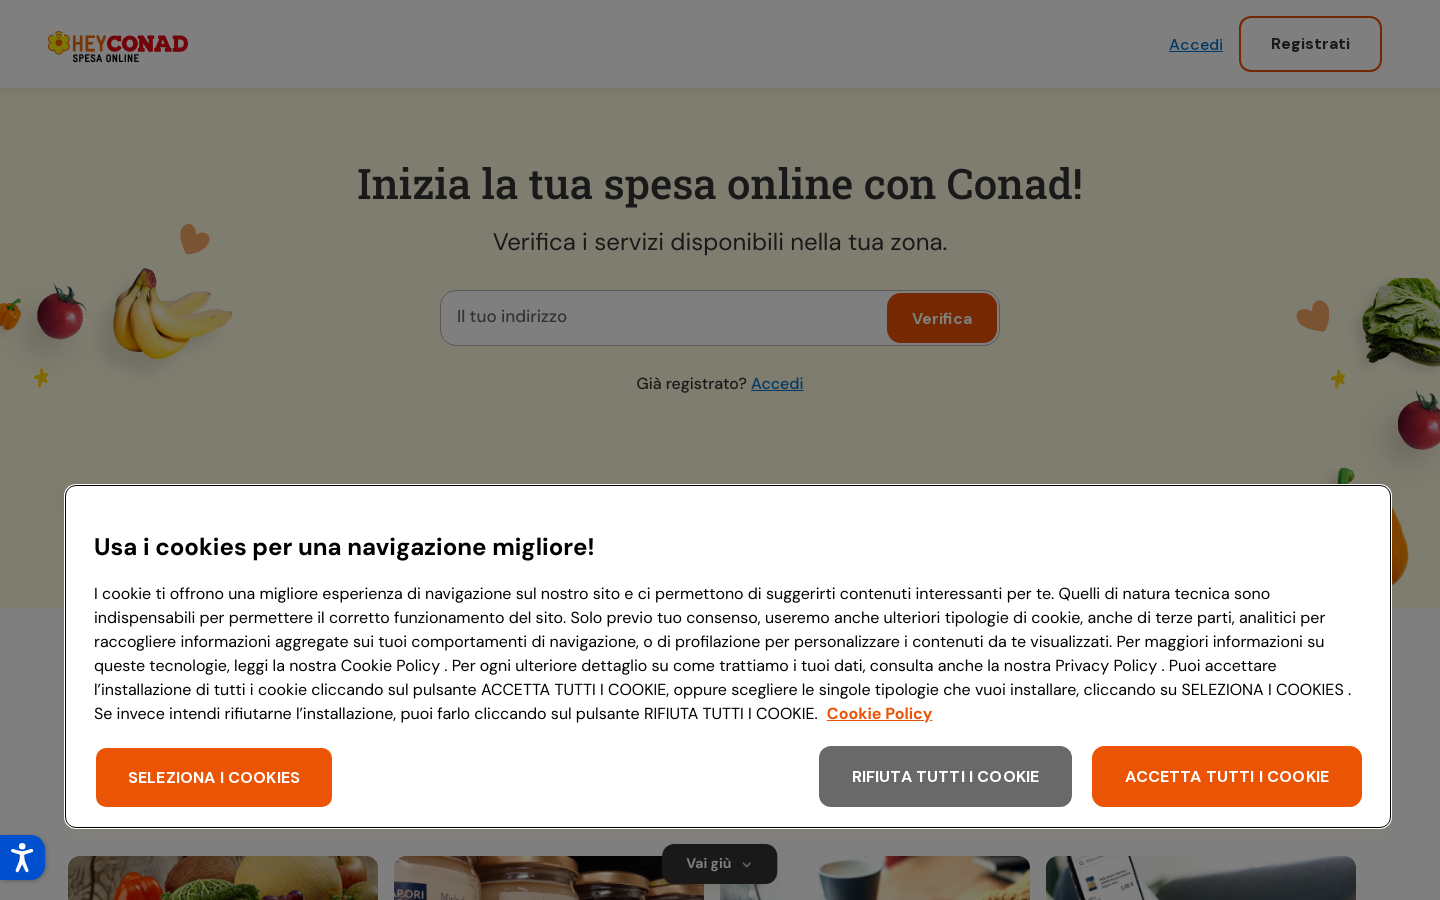 HEYCONAD
SPESA ONLINE
Accedi
Registrati
Inizia la tua spesa online con Conad!
Verifica i servizi disponibili nella tua zona.
Il tuo indirizzo
Verifica
Già registrato? Accedi
Usa i cookies per una navigazione migliore!
I cookie ti offrono una migliore esperienza di navigazione sul nostro sito e ci permettono di suggerirti contenuti interessanti per te. Quelli di natura tecnica sono
indispensabili per permettere il corretto funzionamento del sito. Solo previo tuo consenso, useremo anche ulteriori tipologie di cookie, anche di terze parti, analitici per
raccogliere informazioni aggregate sui tuoi comportamenti di navigazione, o di profilazione per personalizzare i contenuti da te visualizzati. Per maggiori informazioni su
queste tecnologie, leggi la nostra Cookie Policy . Per ogni ulteriore dettaglio su come trattiamo i tuoi dati, consulta anche la nostra Privacy Policy . Puoi accettare
l’installazione di tutti i cookie cliccando sul pulsante ACCETTA TUTTI I COOKIE, oppure scegliere le singole tipologie che vuoi installare, cliccando su SELEZIONA I COOKIES .
Se invece intendi rifiutarne l’installazione, puoi farlo cliccando sul pulsante RIFIUTA TUTTI I COOKIE. Cookie Policy
SELEZIONA I COOKIES
RIFIUTA TUTTI I COOKIE
ACCETTA TUTTI I COOKIE
Vai giù